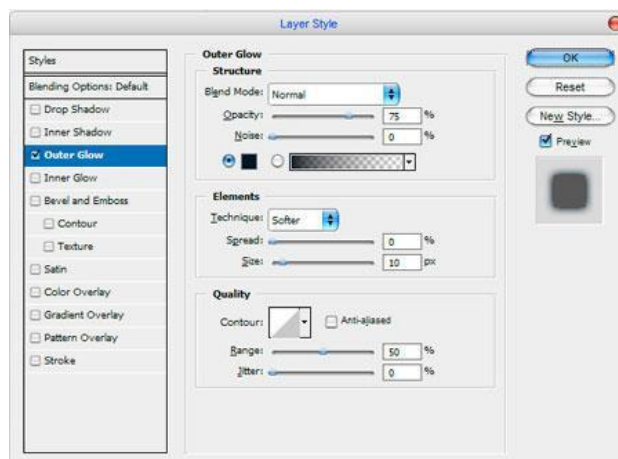 Layer Style
Styles
Blending Options: Default
Drop Shadow
Inner Shadow
Outer Glow
Inner Glow
Bevel and Emboss
Contour
Texture
Satin
Color Overlay
Gradient Overlay
Pattern Overlay
Stroke
Outer Glow
Structure
Blend Mode: Normal
Opacity: 75 %
Noise: 0 %
Elements
Technique: Softer
Spread: 0 %
Size: 10 px
Quality
Contour: Anti-aliased
Range: 50 %
Jitter: 0 %
OK
Reset
New Style...
Preview